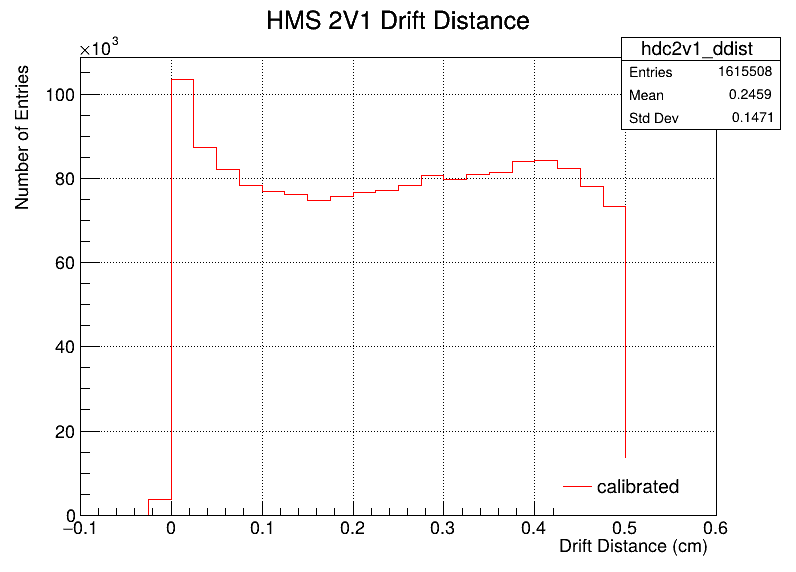 HMS 2V1 Drift Distance
×10³
hdc2v1_ddist
Entries 1615508
Mean 0.2459
Std Dev 0.1471
Number of Entries
100
80
60
40
20
0
−0.1 0 0.1 0.2 0.3 0.4 0.5 0.6
calibrated
Drift Distance (cm)